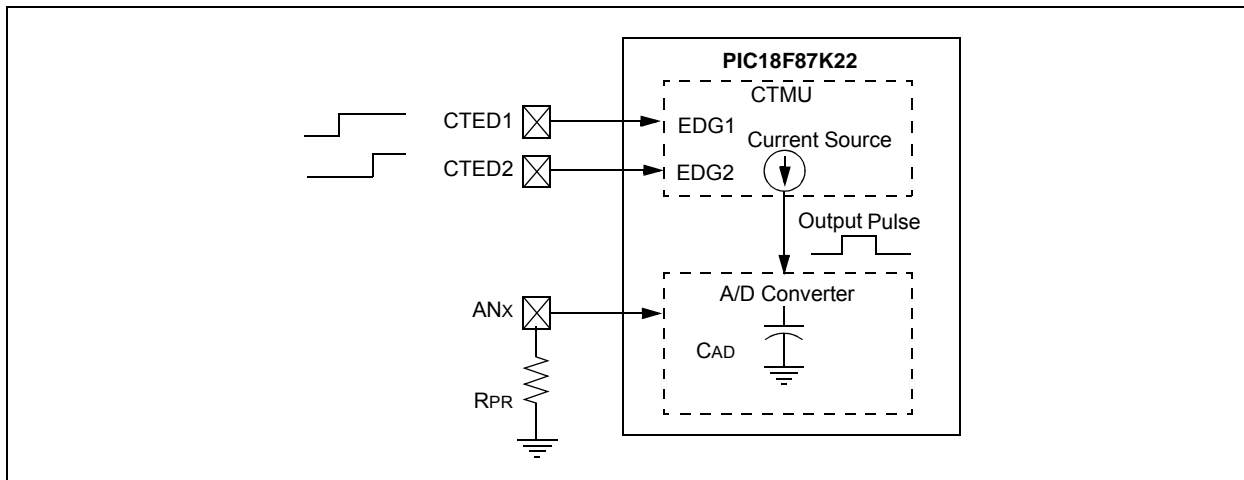 PIC18F87K22
CTMU
CTED1
EDG1
Current Source
CTED2
EDG2
Output Pulse
A/D Converter
ANX
CAD
RPR